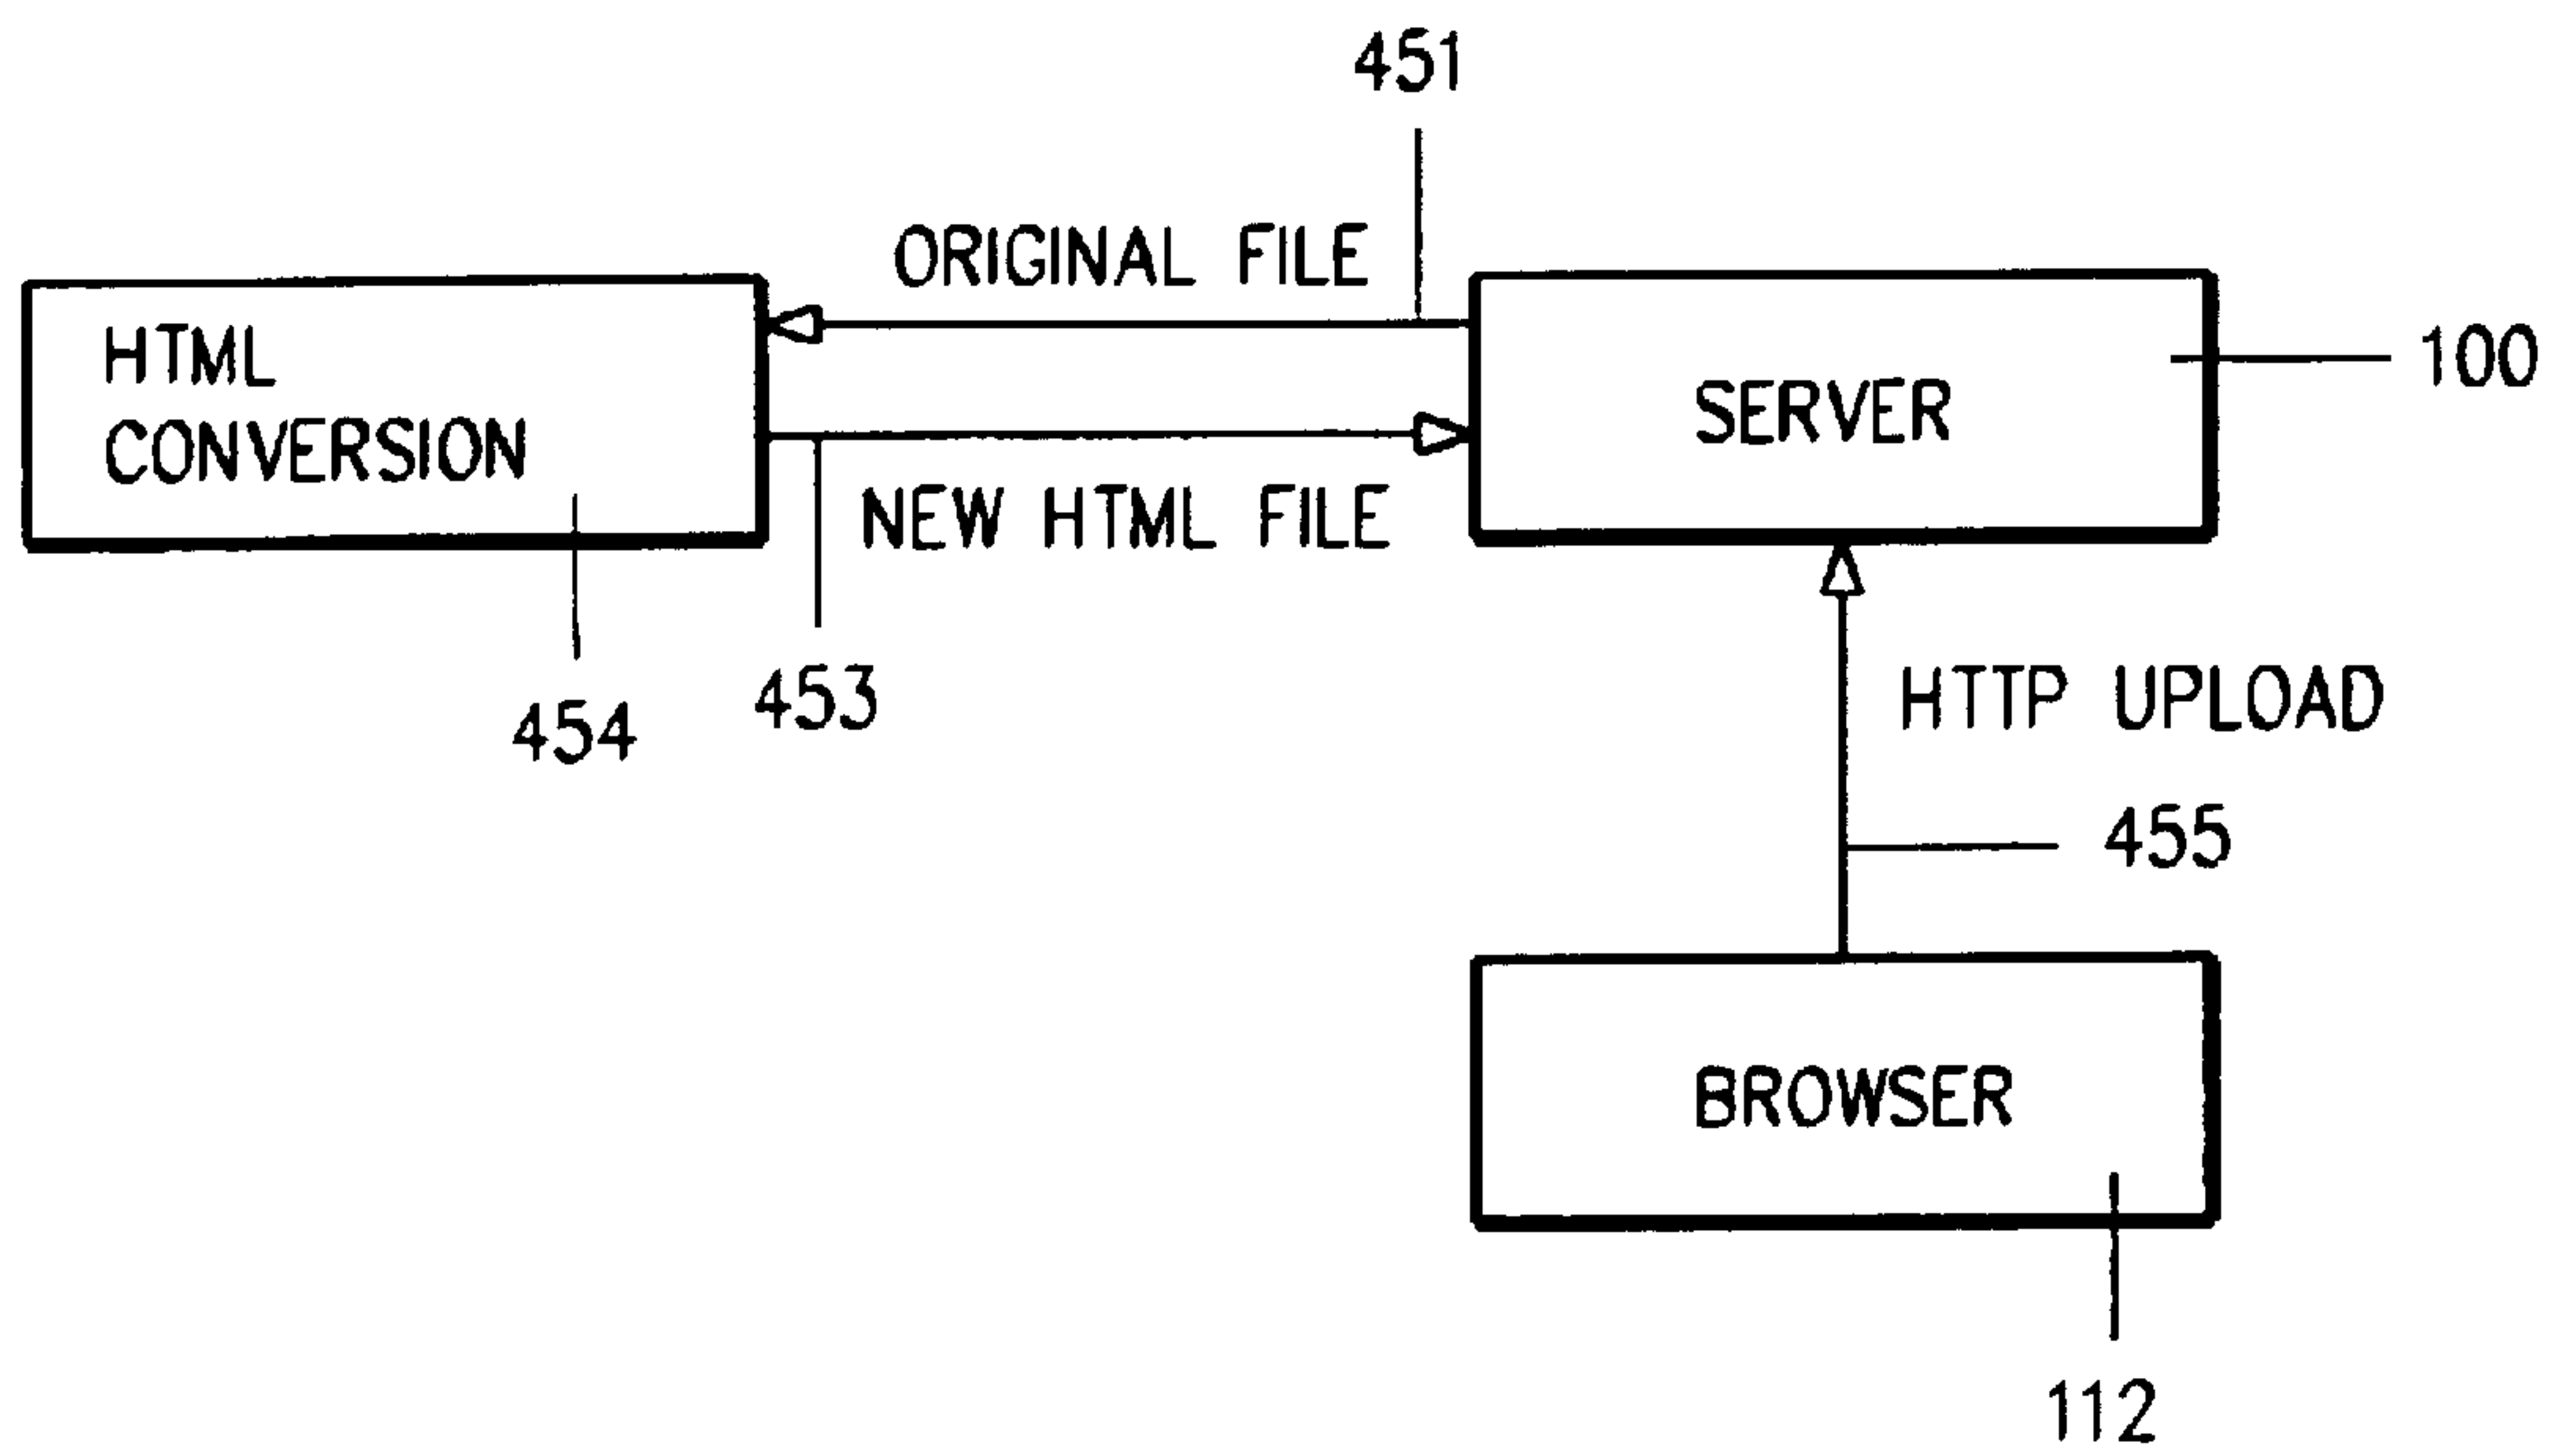 451
ORIGINAL FILE
HTML
CONVERSION
SERVER
100
NEW HTML FILE
454
453
HTTP UPLOAD
455
BROWSER
112